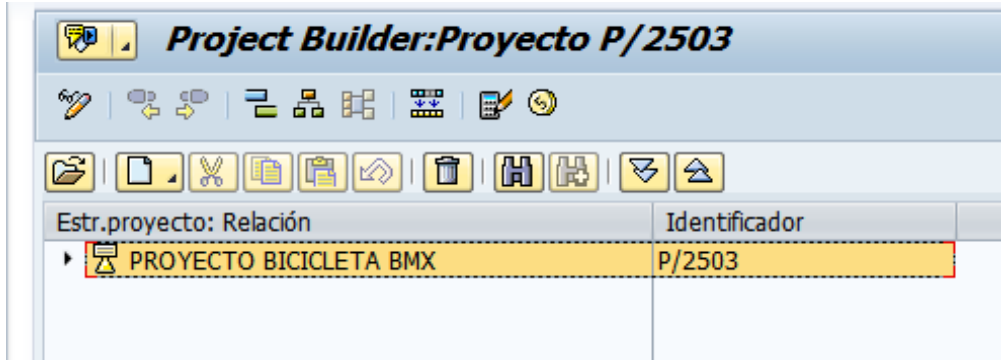 Project Builder:Proyecto P/2503
Estr.proyecto: Relación Identificador
PROYECTO BICICLETA BMX P/2503